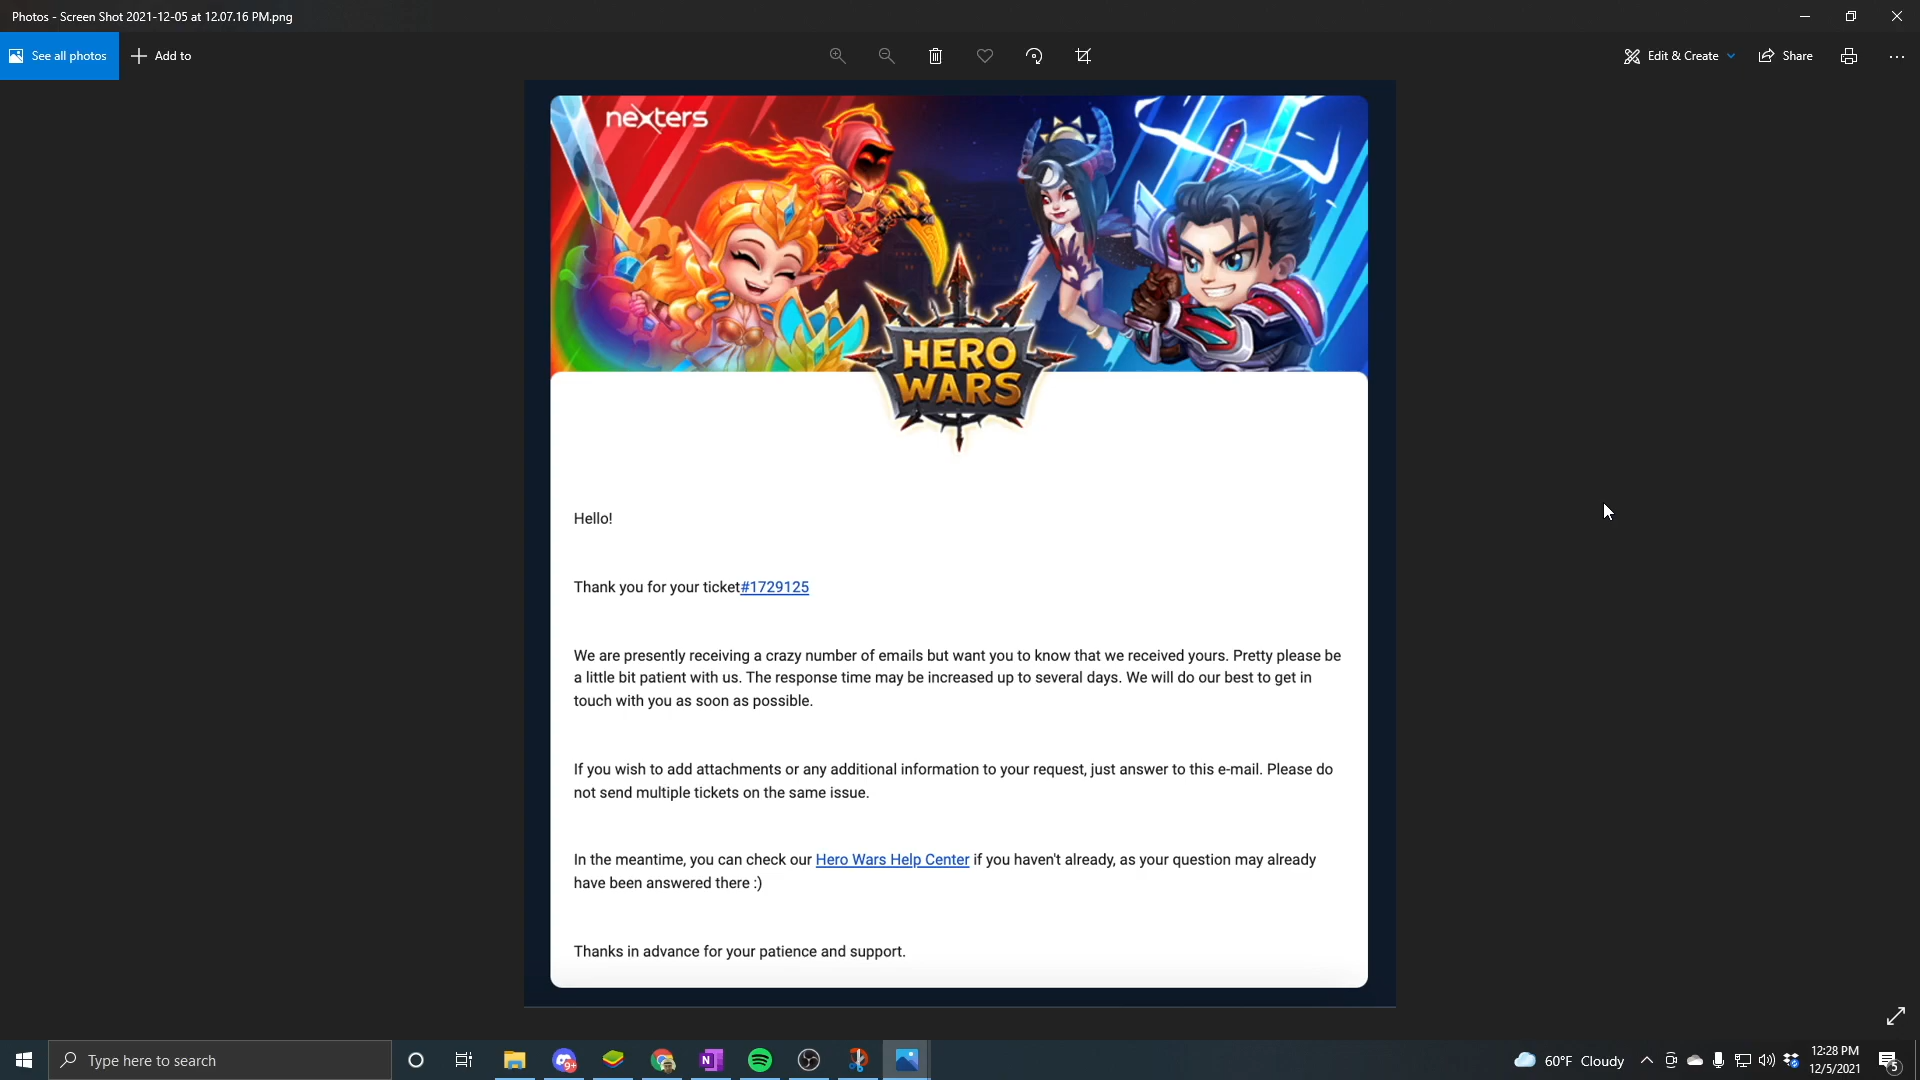 Photos - Screen Shot 2021-12-05 at 12.07.16 PM.png
See all photos
Add to
Edit & Create
Share
nexters
HERO
WARS
Hello!
Thank you for your ticket#1729125
We are presently receiving a crazy number of emails but want you to know that we received yours. Pretty please be
a little bit patient with us. The response time may be increased up to several days. We will do our best to get in
touch with you as soon as possible.
If you wish to add attachments or any additional information to your request, just answer to this e-mail. Please do
not send multiple tickets on the same issue.
In the meantime, you can check our Hero Wars Help Center if you haven't already, as your question may already
have been answered there :)
Thanks in advance for your patience and support.
Type here to search
9+
N
60°F Cloudy
12:28 PM
12/5/2021
5